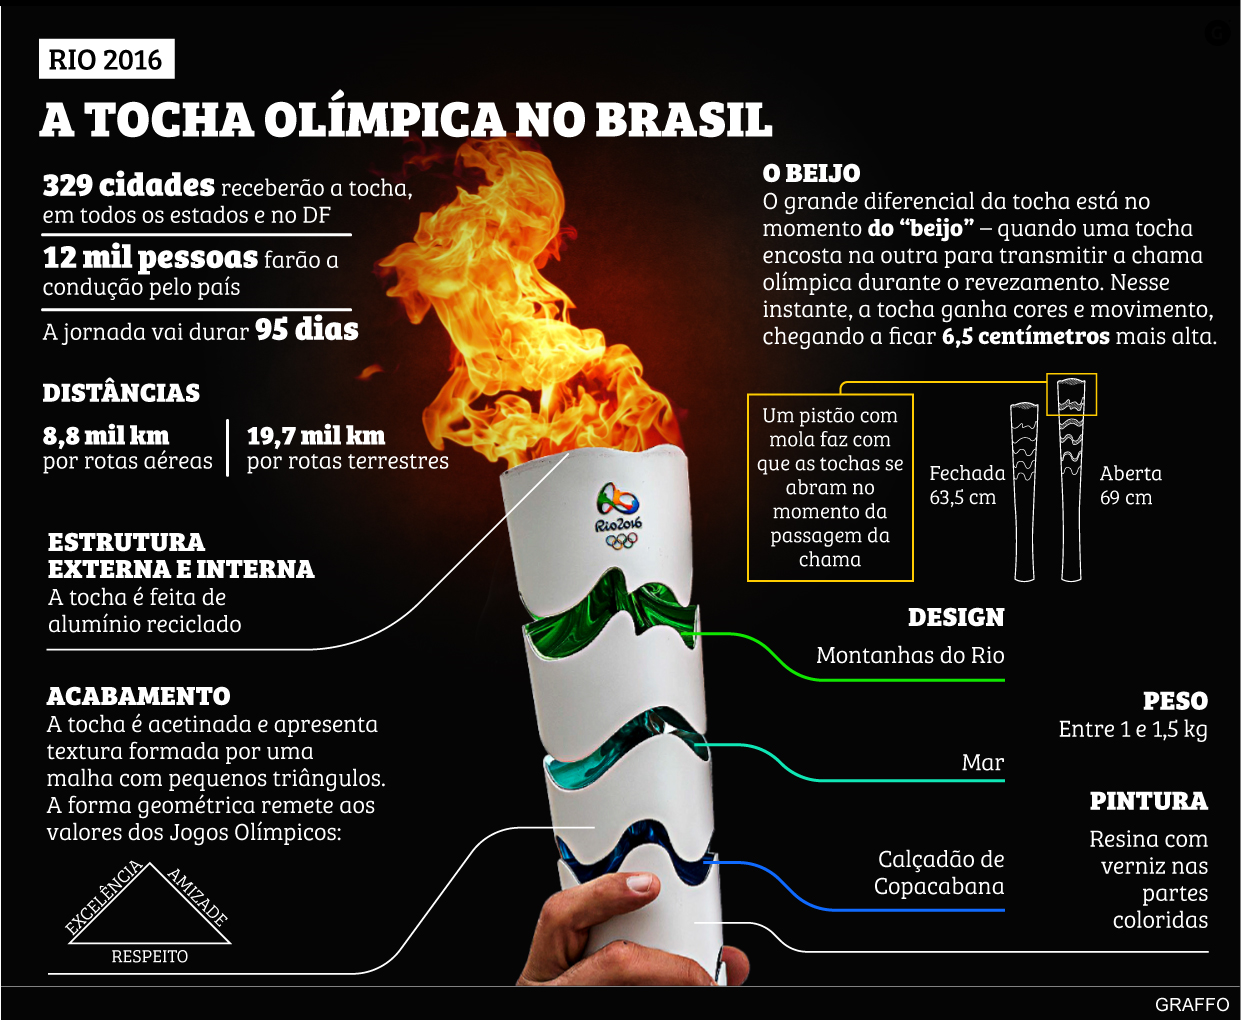 RIO 2016
A TOCHA OLÍMPICA NO BRASIL
329 cidades receberão a tocha,
em todos os estados e no DF
12 mil pessoas farão a
condução pelo país
A jornada vai durar 95 dias
DISTÂNCIAS
8,8 mil km
por rotas aéreas
19,7 mil km
por rotas terrestres
ESTRUTURA
EXTERNA E INTERNA
A tocha é feita de
alumínio reciclado
ACABAMENTO
A tocha é acetinada e apresenta
textura formada por uma
malha com pequenos triângulos.
A forma geométrica remete aos
valores dos Jogos Olímpicos:
EXCELÊNCIA
AMIZADE
RESPEITO
Rio2016
O BEIJO
O grande diferencial da tocha está no
momento do “beijo” – quando uma tocha
encosta na outra para transmitir a chama
olímpica durante o revezamento. Nesse
instante, a tocha ganha cores e movimento,
chegando a ficar 6,5 centímetros mais alta.
Um pistão com
mola faz com
que as tochas se
abram no
momento da
passagem da
chama
Fechada
63,5 cm
Aberta
69 cm
DESIGN
Montanhas do Rio
Mar
Calçadão de
Copacabana
PESO
Entre 1 e 1,5 kg
PINTURA
Resina com
verniz nas
partes
coloridas
GRAFFO